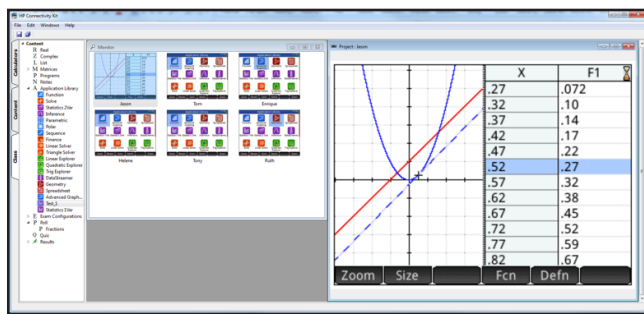 HP Connectivity Kit
File Edit Windows Help
Calculators
Content
Class
Content
R Real
Z Complex
L List
M Matrices
P Programs
N Notes
A Application Library
Function
Solve
Statistics 2Var
Inference
Parametric
Polar
Sequence
Finance
Linear Solver
Triangle Solver
Linear Explorer
Quadratic Explorer
Trig Explorer
DataStreamer
Geometry
Spreadsheet
Advanced Graph...
Test_1
Statistics 1Var
E Exam Configurations
P Poll
P Fractions
Q Quiz
Results
Monitor
Jason
Tom
Enrique
Helene
Tony
Ruth
Project: Jason
X F1
.27 .072
.32 .10
.37 .14
.42 .17
.47 .22
.52 .27
.57 .32
.62 .38
.67 .45
.72 .52
.77 .59
.82 .67
Zoom Size Fcn Defn